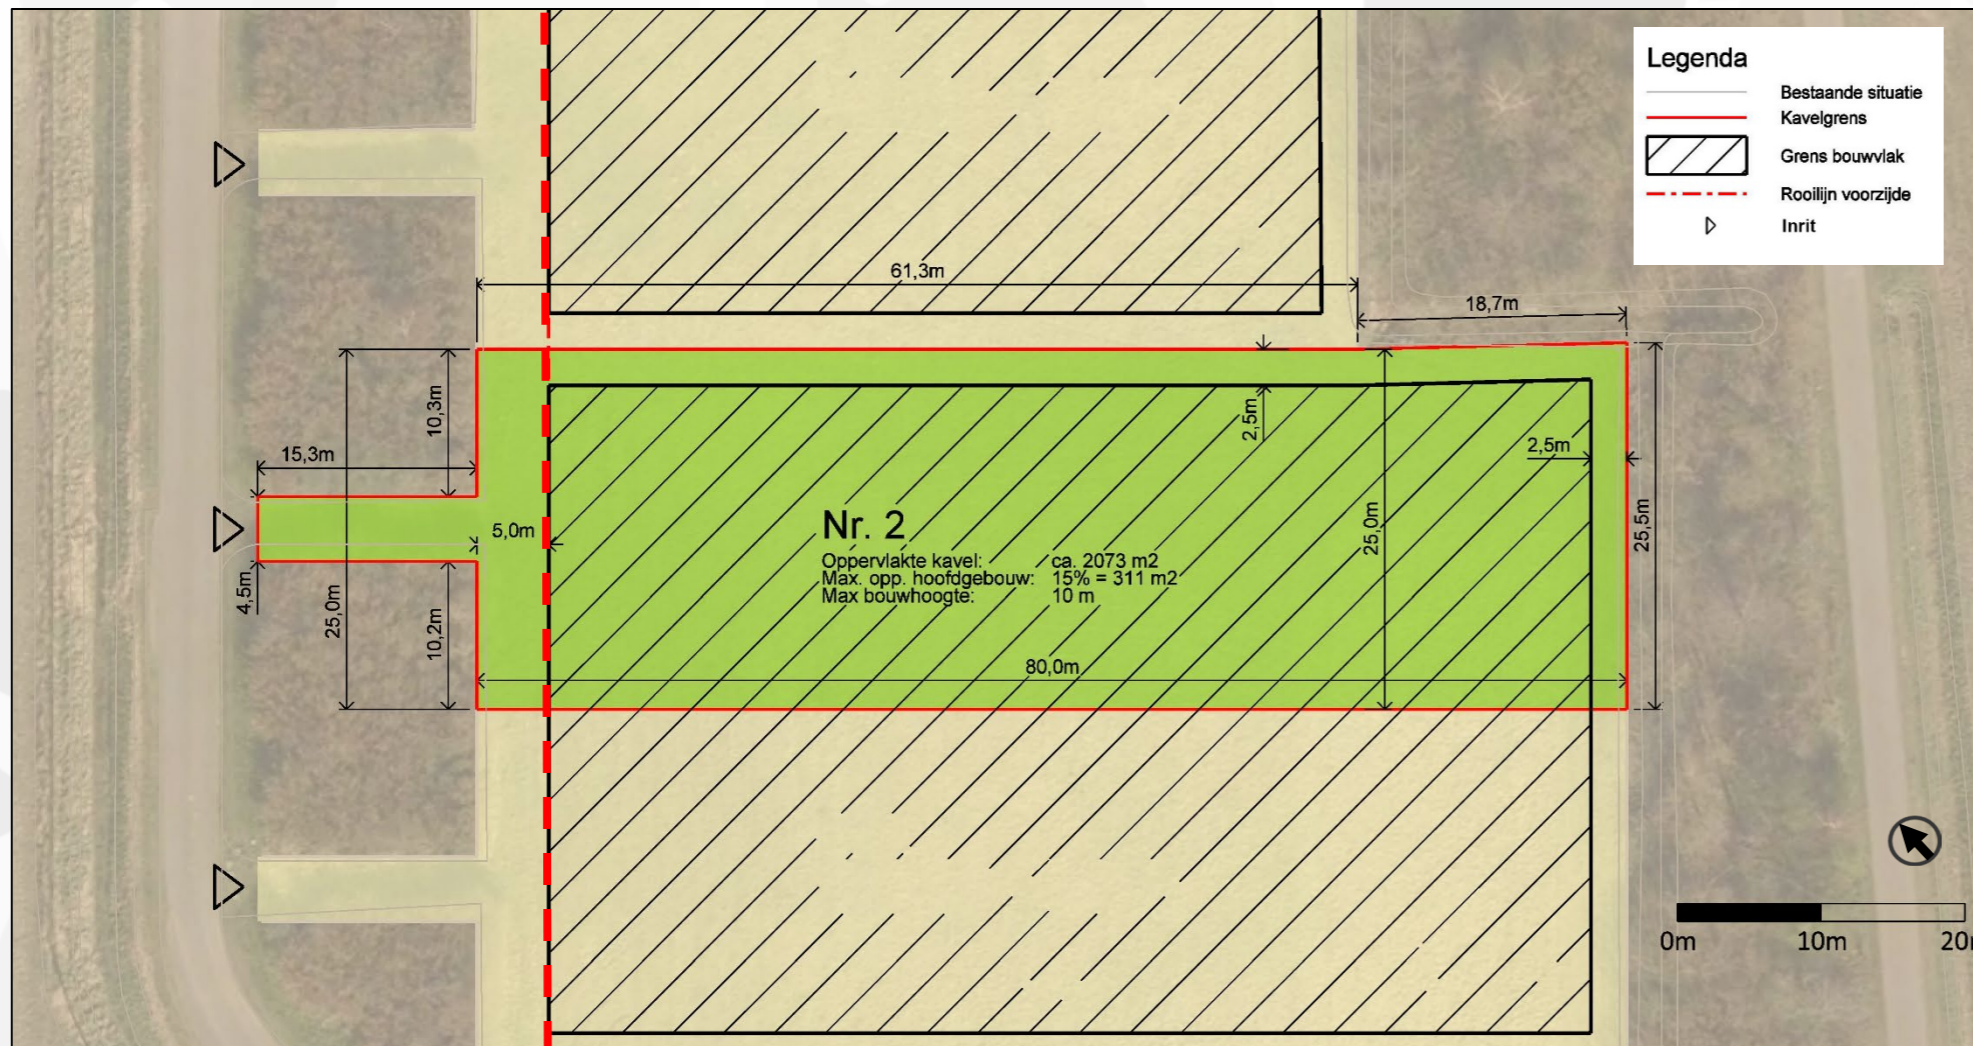 Legenda
Bestaande situatie
Kavelgrens
Grens bouwvlak
Rooilijn voorzijde
Inrit
61,3m
18,7m
10,3m
15,3m
2,5m
2,5m
5,0m
25,0m
25,0m
25,5m
4,5m
10,2m
Nr. 2
Oppervlakte kavel: ca. 2073 m2
Max. opp. hoofdgebouw: 15% = 311 m2
Max bouwhoogte: 10 m
80,0m
0m 10m 20m